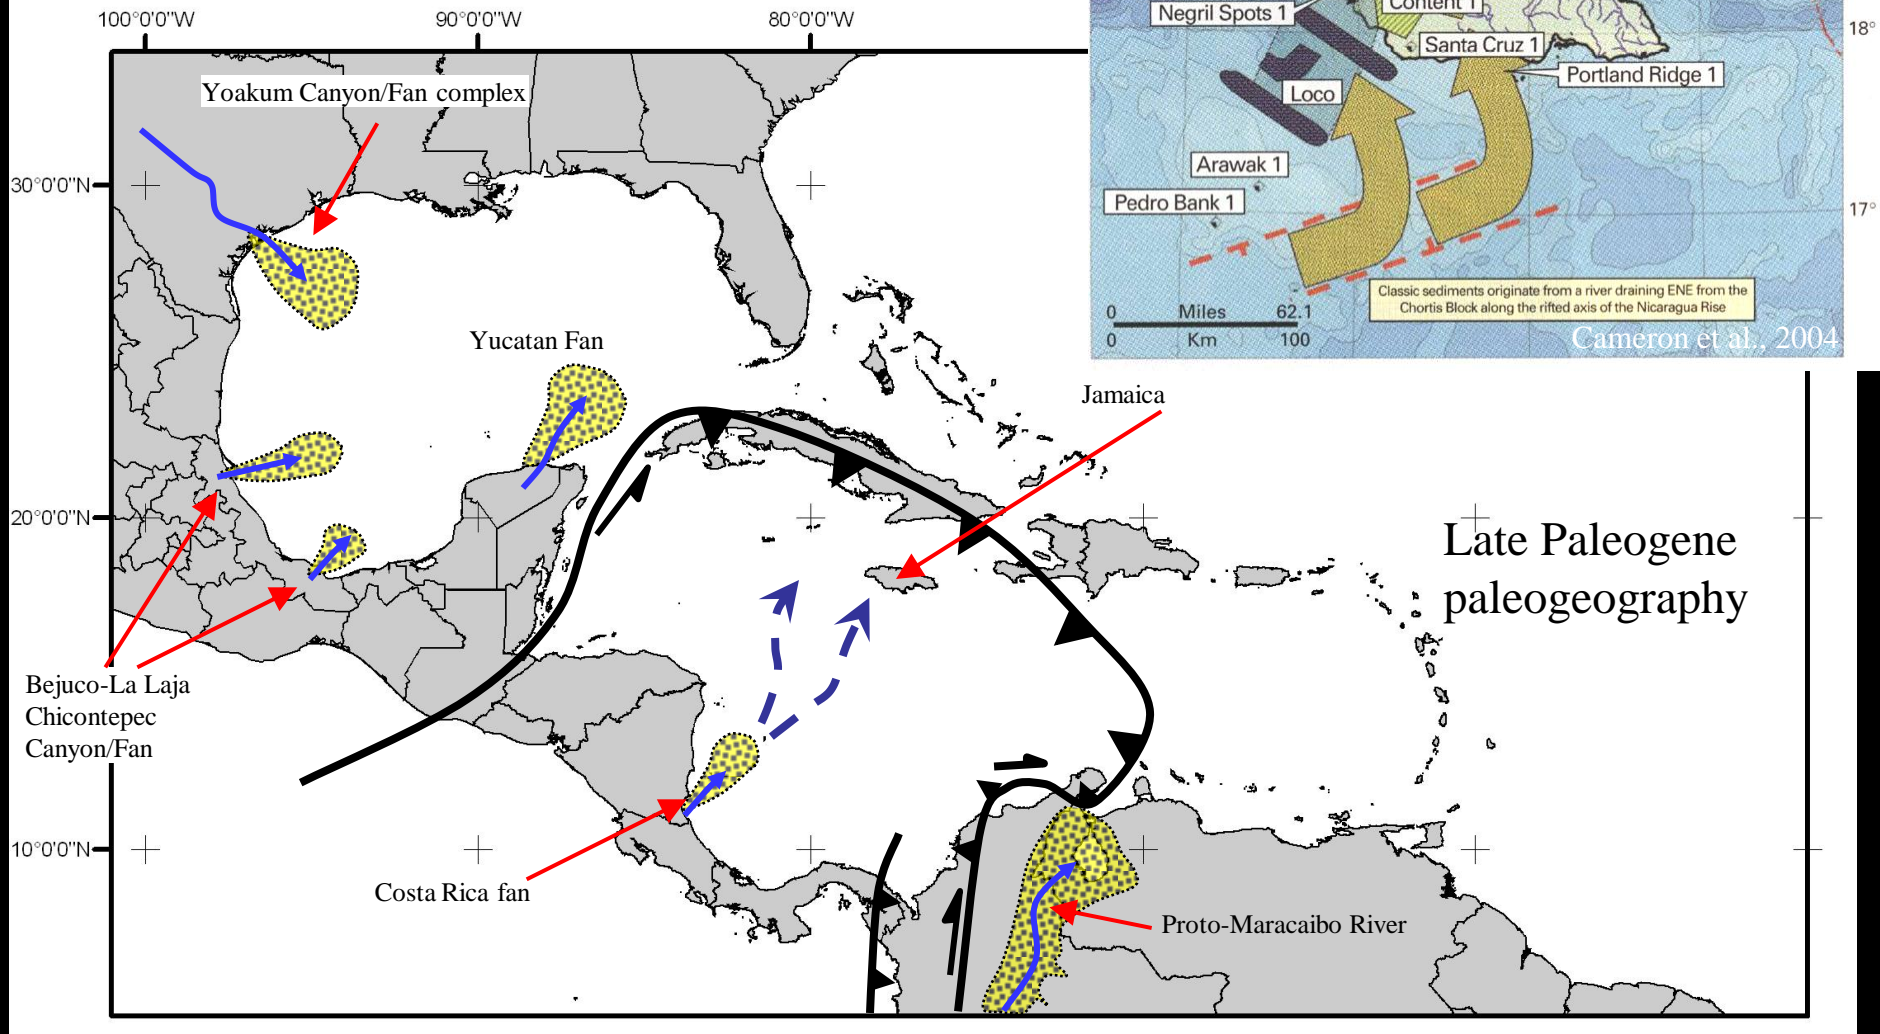 100°0'0"W 90°0'0"W 80°0'0"W
Negril Spots 1
Content 1
18°
Santa Cruz 1
Portland Ridge 1
Loco
Yoakum Canyon/Fan complex
Arawak 1
30°0'0"N
Pedro Bank 1
17°
Classic sediments originate from a river draining ENE from the
Chortis Block along the rifted axis of the Nicaragua Rise
0 Miles 62.1
0 Km 100
Cameron et al., 2004
Yucatan Fan
Jamaica
20°0'0"N
Late Paleogene
paleogeography
Bejuco-La Laja
Chicontepec
Canyon/Fan
10°0'0"N
Costa Rica fan
Proto-Maracaibo River